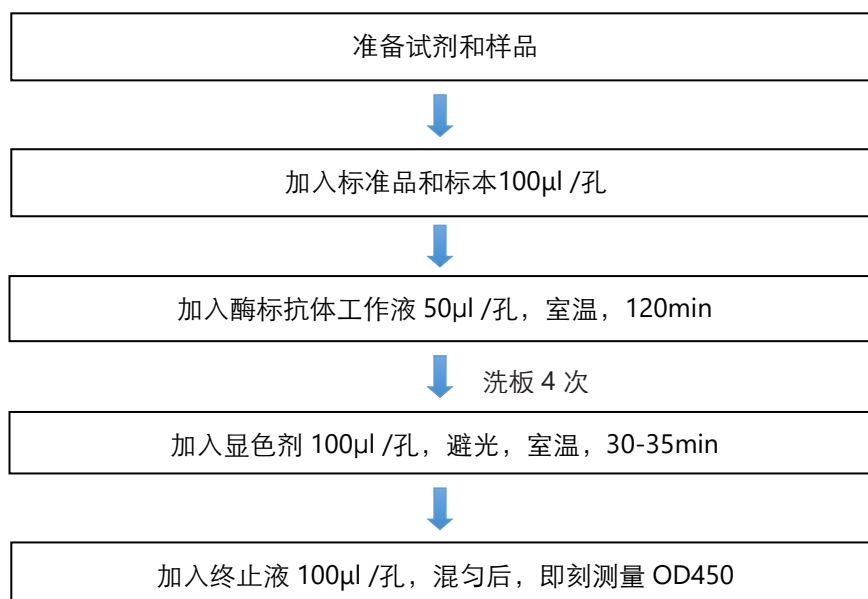 准备试剂和样品
加入标准品和标本100μl /孔
加入酶标抗体工作液 50μl /孔，室温，120min
洗板 4 次
加入显色剂 100μl /孔，避光，室温，30-35min
加入终止液 100μl /孔，混匀后，即刻测量 OD450